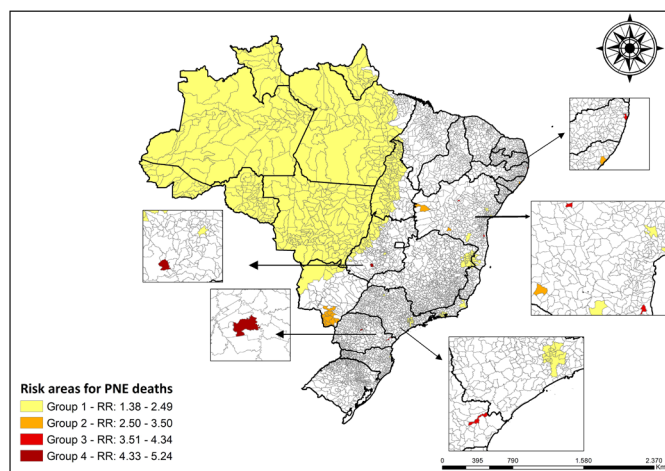 Risk areas for PNE deaths
Group 1 - RR: 1.38 - 2.49
Group 2 - RR: 2.50 - 3.50
Group 3 - RR: 3.51 - 4.34
Group 4 - RR: 4.33 - 5.24
0 395 790 1.580 2.370
Km